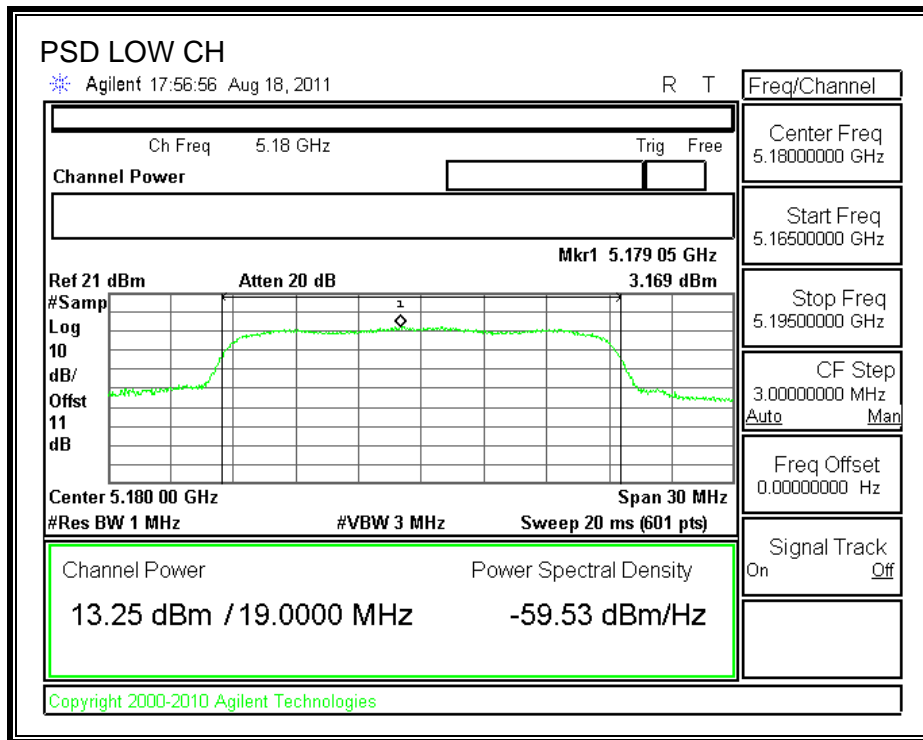 PSD LOW CH
Agilent 17:56:56 Aug 18, 2011 R T
Freq/Channel
Ch Freq 5.18 GHz Trig Free
Channel Power
Center Freq
5.18000000 GHz
Start Freq
5.16500000 GHz
Mkr1 5.179 05 GHz
Ref 21 dBm Atten 20 dB 3.169 dBm
#Samp
Log
10
dB/
Offst
11
dB
1
Stop Freq
5.19500000 GHz
CF Step
3.00000000 MHz
Auto Man
Freq Offset
0.00000000 Hz
Center 5.180 00 GHz Span 30 MHz
#Res BW 1 MHz #VBW 3 MHz Sweep 20 ms (601 pts)
Signal Track
On Off
Channel Power Power Spectral Density
13.25 dBm / 19.0000 MHz -59.53 dBm/Hz
Copyright 2000-2010 Agilent Technologies